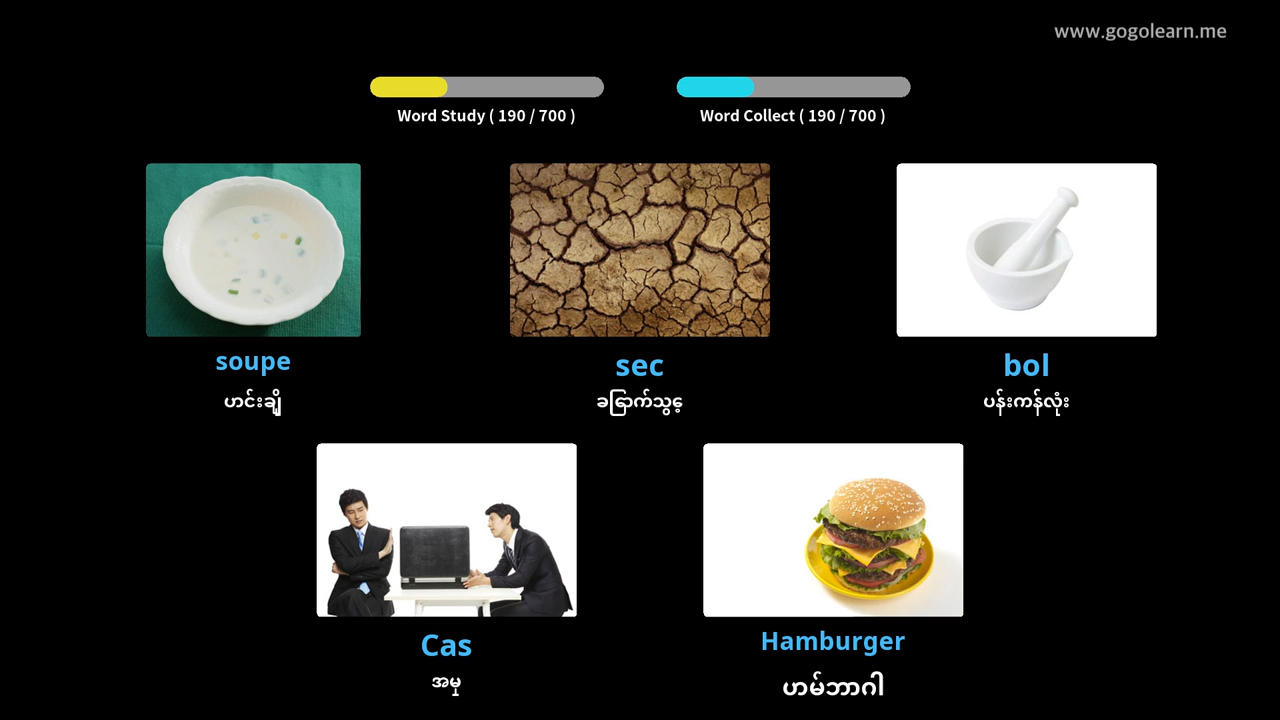 www.gogolearn.me
Word Study ( 190 / 700 )
Word Collect ( 190 / 700 )
soupe
ဟင်းချို
sec
ခြောက်သွေ့
bol
ပန်းကန်လုံး
Cas
အမှု
Hamburger
ဟမ်ဘာဂါ